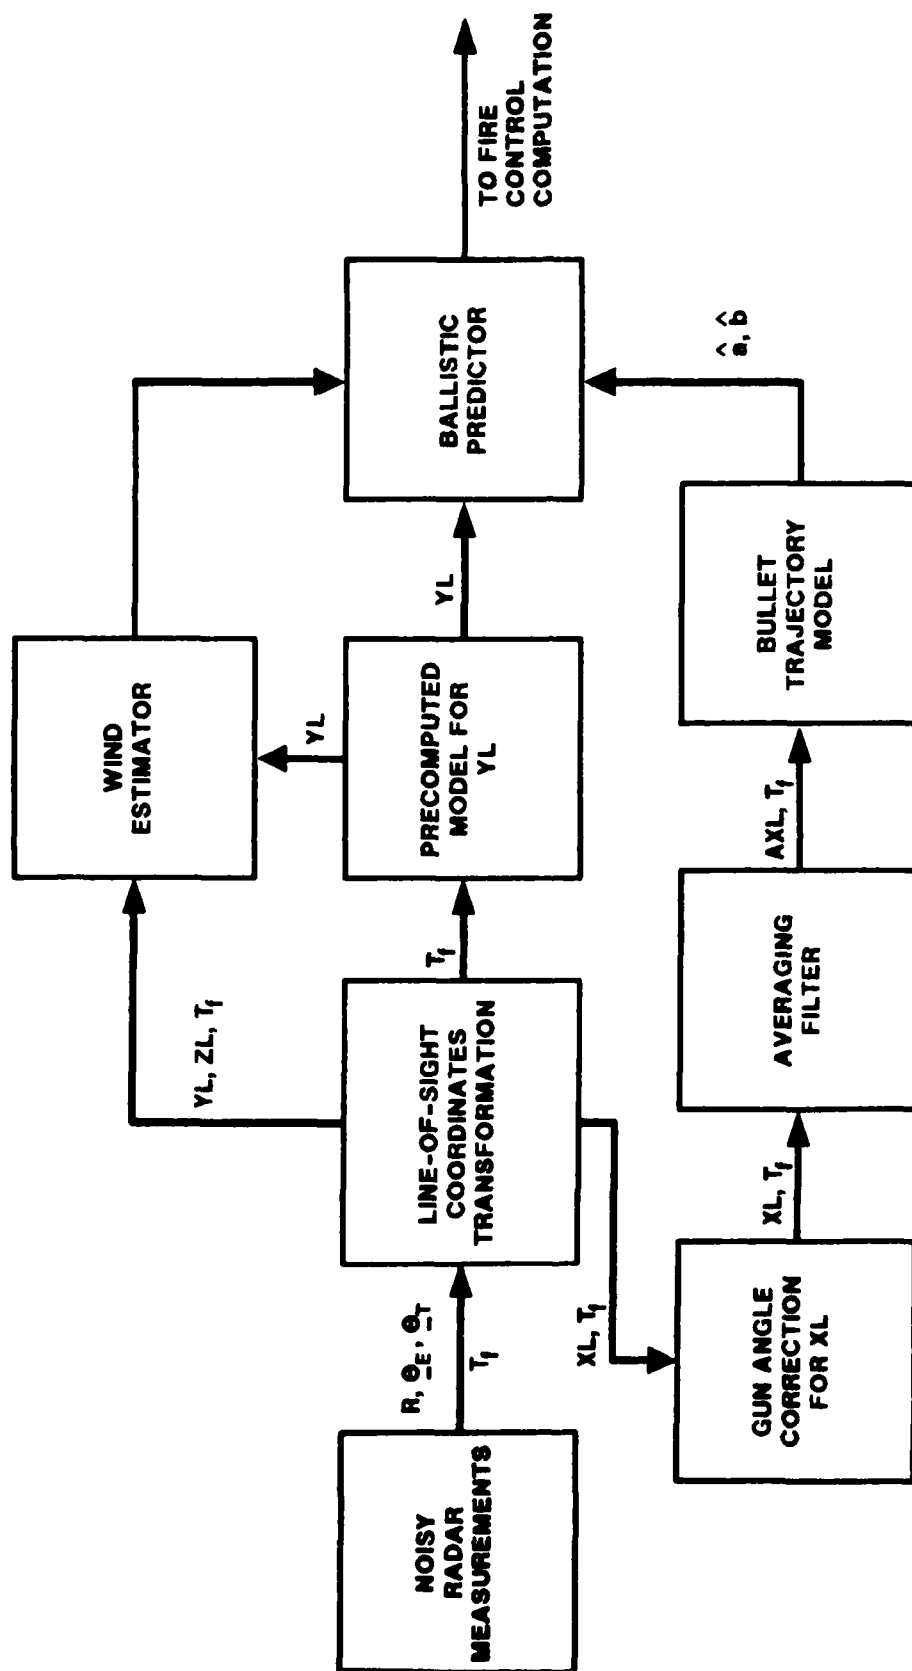 NOISY
RADAR
MEASUREMENTS
R, Θ_E, Θ_T
T_f
LINE-OF-SIGHT
COORDINATES
TRANSFORMATION
YL, ZL, T_f
T_f
XL, T_f
WIND
ESTIMATOR
YL
PRECOMPUTED
MODEL FOR
YL
YL
BALLISTIC
PREDICTOR
TO FIRE
CONTROL
COMPUTATION
GUN ANGLE
CORRECTION
FOR XL
XL, T_f
AVERAGING
FILTER
AXL, T_f
BULLET
TRAJECTORY
MODEL
â, b̂